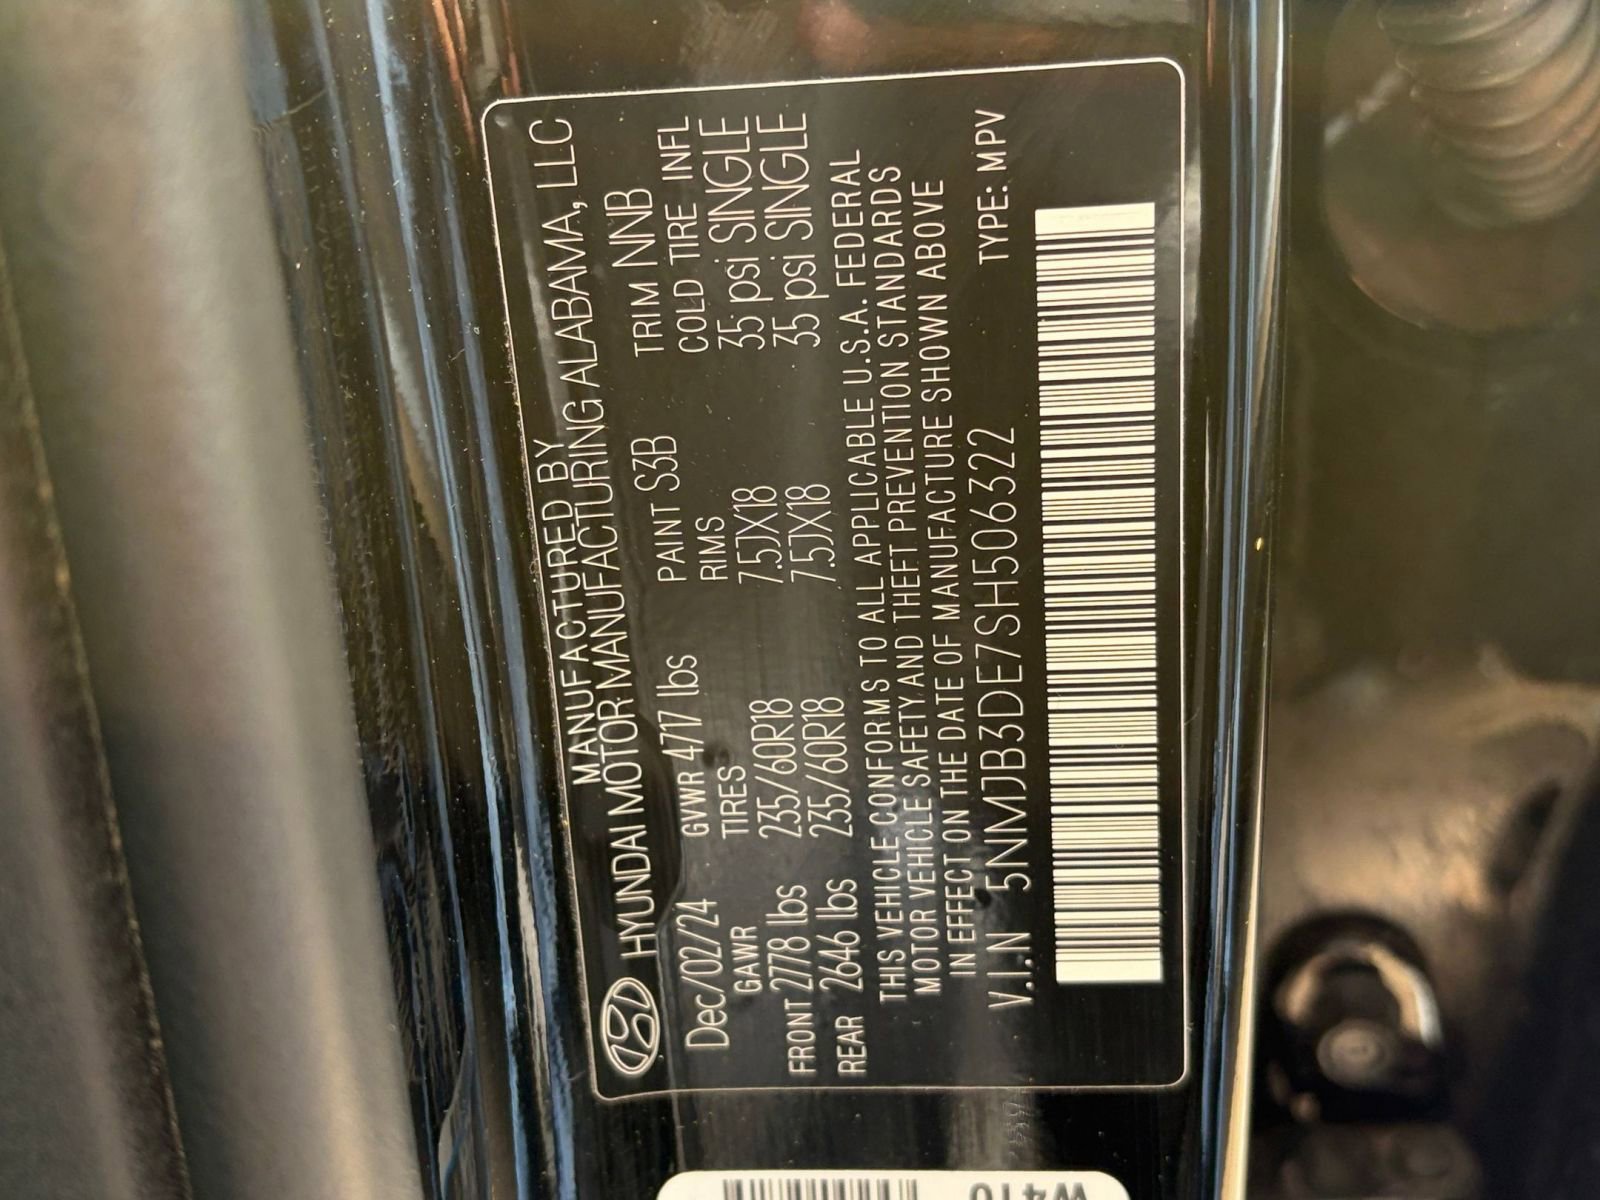 MANUFACTURED BY
HYUNDAI MOTOR MANUFACTURING ALABAMA, LLC
Dec/02/24 GVWR 4717 lbs PAINT S3B TRIM NNB
GAWR TIRES RIMS COLD TIRE INFL
FRONT 2778 lbs 235/60R18 7.5JX18 35 psi SINGLE
REAR 2646 lbs 235/60R18 7.5JX18 35 psi SINGLE
THIS VEHICLE CONFORMS TO ALL APPLICABLE U.S.A. FEDERAL
MOTOR VEHICLE SAFETY AND THEFT PREVENTION STANDARDS
IN EFFECT ON THE DATE OF MANUFACTURE SHOWN ABOVE
V.I.N 5NMJB3DE7SH506322 TYPE: MPV